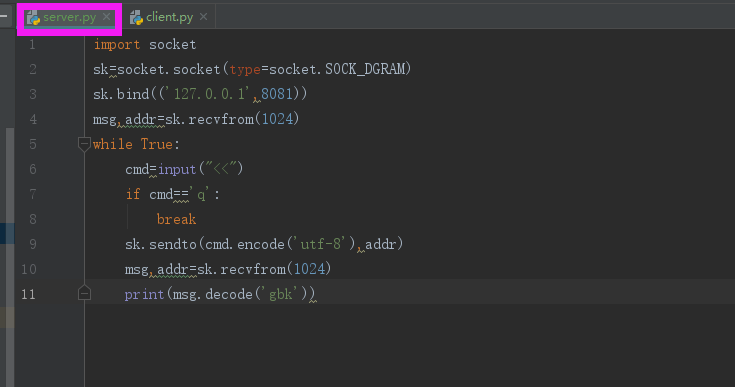 server.py client.py
1 import socket
2 sk=socket.socket(type=socket.SOCK_DGRAM)
3 sk.bind(('127.0.0.1',8081))
4 msg,addr=sk.recvfrom(1024)
5 while True:
6 cmd=input("<<")
7 if cmd=='q':
8 break
9 sk.sendto(cmd.encode('utf-8'),addr)
10 msg,addr=sk.recvfrom(1024)
11 print(msg.decode('gbk'))